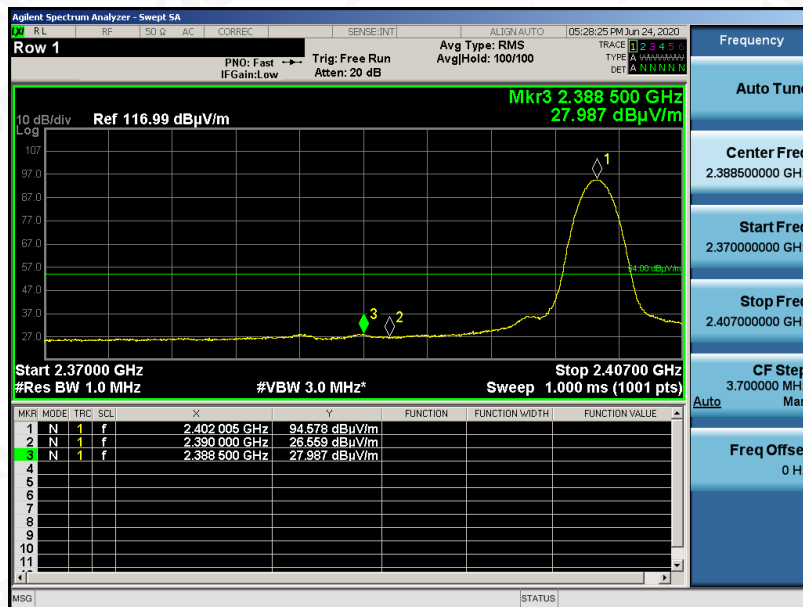 Agilent Spectrum Analyzer - Swept SA
RL RF 50 Ω AC CORREC SENSE:INT ALIGN AUTO 05:28:25 PM Jun 24, 2020
Row 1
PNO: Fast
IFGain:Low
Trig: Free Run
Atten: 20 dB
Avg Type: RMS
Avg|Hold: 100/100
TRACE 1 2 3 4 5 6
TYPE A WWWWW
DET A N N N N N
Mkr3 2.388 500 GHz
27.987 dBµV/m
10 dB/div Ref 116.99 dBµV/m
Log
107
97.0
87.0
77.0
67.0
57.0
47.0
37.0
27.0
1
2
3
54.00 dBµV/m
Start 2.37000 GHz Stop 2.40700 GHz
#Res BW 1.0 MHz #VBW 3.0 MHz* Sweep 1.000 ms (1001 pts)
MKR MODE TRC SCL X Y FUNCTION FUNCTION WIDTH FUNCTION VALUE
1 N 1 f 2.402 005 GHz 94.578 dBµV/m
2 N 1 f 2.390 000 GHz 26.559 dBµV/m
3 N 1 f 2.388 500 GHz 27.987 dBµV/m
4
5
6
7
8
9
10
11
MSG STATUS
Frequency
Auto Tune
Center Freq
2.388500000 GHz
Start Freq
2.370000000 GHz
Stop Freq
2.407000000 GHz
CF Step
3.700000 MHz
Auto Man
Freq Offset
0 Hz